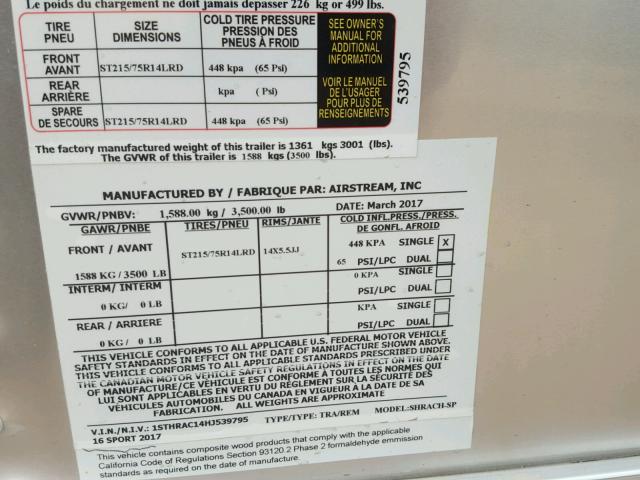 Le poids du chargement ne doit jamais depasser 226 kg or 499 lbs.
TIRE PNEU
SIZE DIMENSIONS
COLD TIRE PRESSURE PRESSION DES PNEUS À FROID
SEE OWNER'S MANUAL FOR ADDITIONAL INFORMATION
FRONT AVANT ST215/75R14LRD 448 kpa (65 Psi)
REAR ARRIÈRE kpa ( Psi)
VOIR LE MANUEL DE L'USAGER POUR PLUS DE RENSEIGNEMENTS
SPARE DE SECOURS ST215/75R14LRD 448 kpa (65 Psi)
539795
The factory manufactured weight of this trailer is 1361 kgs 3001 (lbs).
The GVWR of this trailer is 1588 kgs (3500 lbs).
MANUFACTURED BY / FABRIQUE PAR: AIRSTREAM, INC
GVWR/PNBV: 1,588.00 kg / 3,500.00 lb DATE: March 2017
GAWR/PNBE TIRES/PNEU RIMS/JANTE COLD INFL.PRESS./PRESS. DE GONFL. AFROID
FRONT / AVANT ST215/75R14LRD 14X5.5JJ 448 KPA SINGLE X
1588 KG / 3500 LB 65 PSI/LPC DUAL
INTERM/ INTERM 0 KPA SINGLE
0 KG/ 0 LB PSI/LPC DUAL
REAR / ARRIERE KPA SINGLE
0 KG/ 0 LB PSI/LPC DUAL
THIS VEHICLE CONFORMS TO ALL APPLICABLE U.S. FEDERAL MOTOR VEHICLE
SAFETY STANDARDS IN EFFECT ON THE DATE OF MANUFACTURE SHOWN ABOVE.
THIS VEHICLE CONFORMS TO ALL APPLICABLE STANDARDS PRESCRIBED UNDER
THE CANADIAN MOTOR VEHICLE SAFETY REGULATIONS IN EFFECT ON THE DATE
OF MANUFACTURE/CE VÉHICULE EST CONFORME À TOUTES LES NORMES QUI
LUI SONT APPLICABLES EN VERTU DU RÈGLEMENT SUR LA SÉCURITÉ DES
VÉHICULES AUTOMOBILES DU CANADA EN VIGUEUR À LA DATE DE SA
FABRICATION. ALL WEIGHTS ARE APPROXIMATE
V.I.N./N.I.V.: 1STHRAC14HJ539795 TYPE/TYPE: TRA/REM MODEL:SHRACH-SP
16 SPORT 2017
This vehicle contains composite wood products that comply with the applicable
California Code of Regulations Section 93120.2 Phase 2 formaldehyde emmission
standards as required on the date of manufacture.